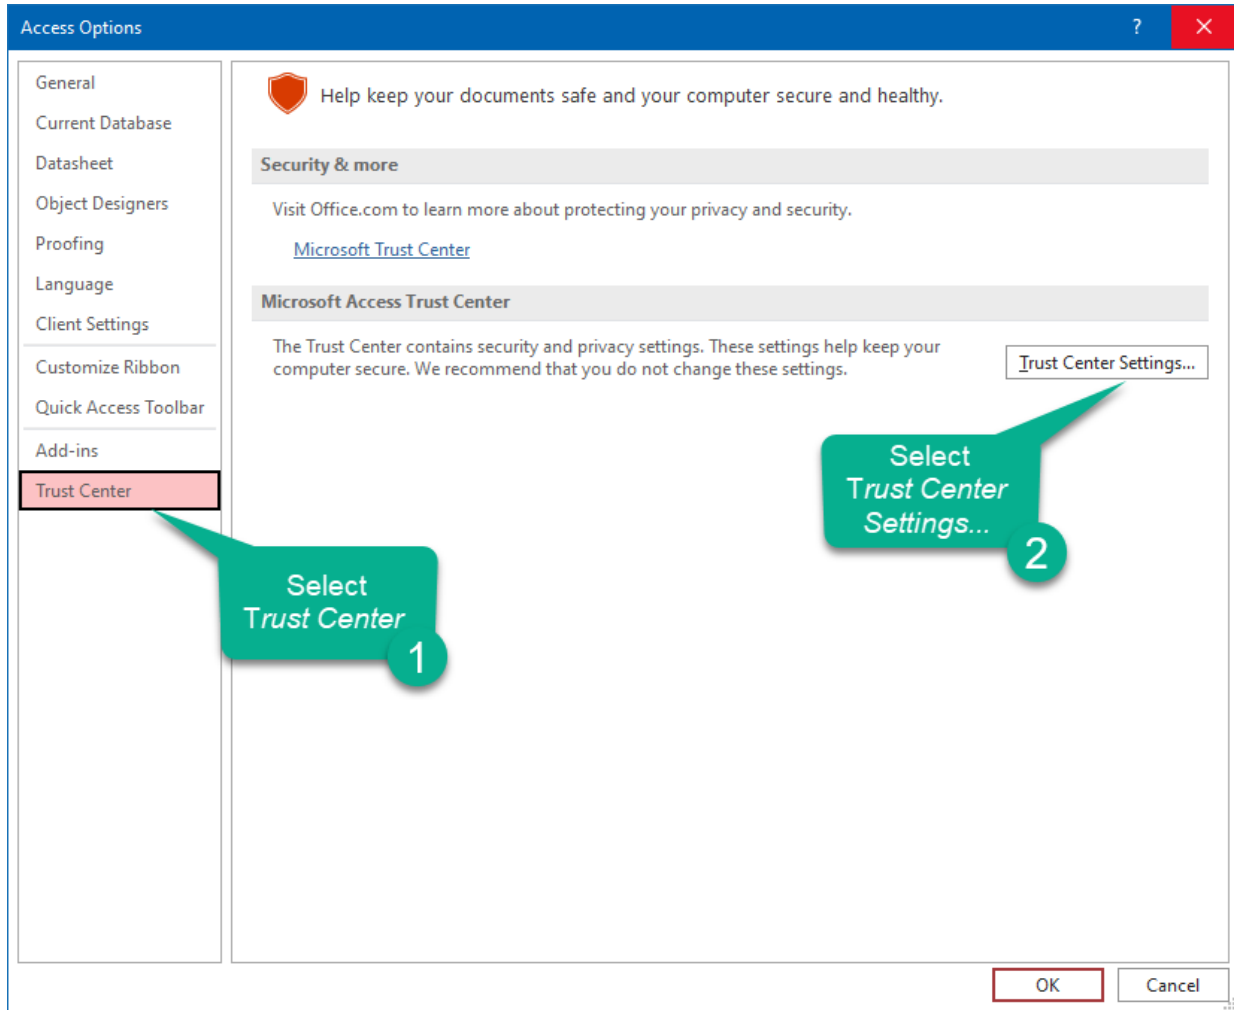 Access Options
?
General
Current Database
Datasheet
Object Designers
Proofing
Language
Client Settings
Customize Ribbon
Quick Access Toolbar
Add-ins
Trust Center
Help keep your documents safe and your computer secure and healthy.
Security & more
Visit Office.com to learn more about protecting your privacy and security.
Microsoft Trust Center
Microsoft Access Trust Center
The Trust Center contains security and privacy settings. These settings help keep your
computer secure. We recommend that you do not change these settings.
Trust Center Settings...
Select
Trust Center
Settings...
2
Select
Trust Center
1
OK
Cancel